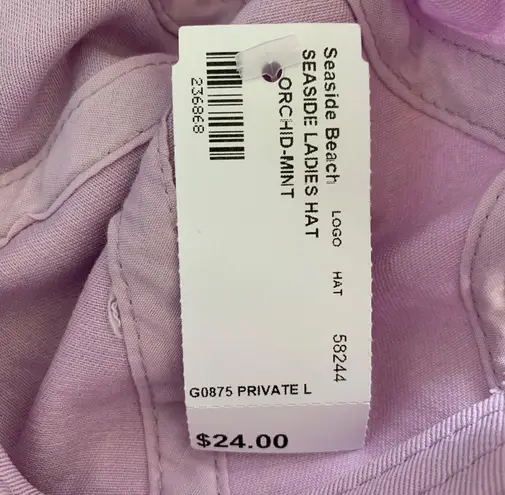 Seaside Beach LOGO HAT 58244
SEASIDE LADIES HAT
ORCHID-MINT
236868
G0875 PRIVATE L
$24.00